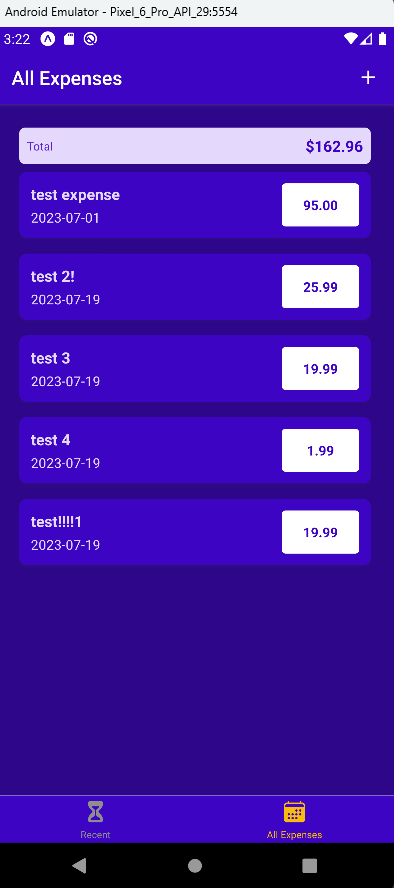 Android Emulator - Pixel_6_Pro_API_29:5554
3:22
All Expenses
+
Total $162.96
test expense
2023-07-01
95.00
test 2!
2023-07-19
25.99
test 3
2023-07-19
19.99
test 4
2023-07-19
1.99
test!!!!1
2023-07-19
19.99
Recent
All Expenses